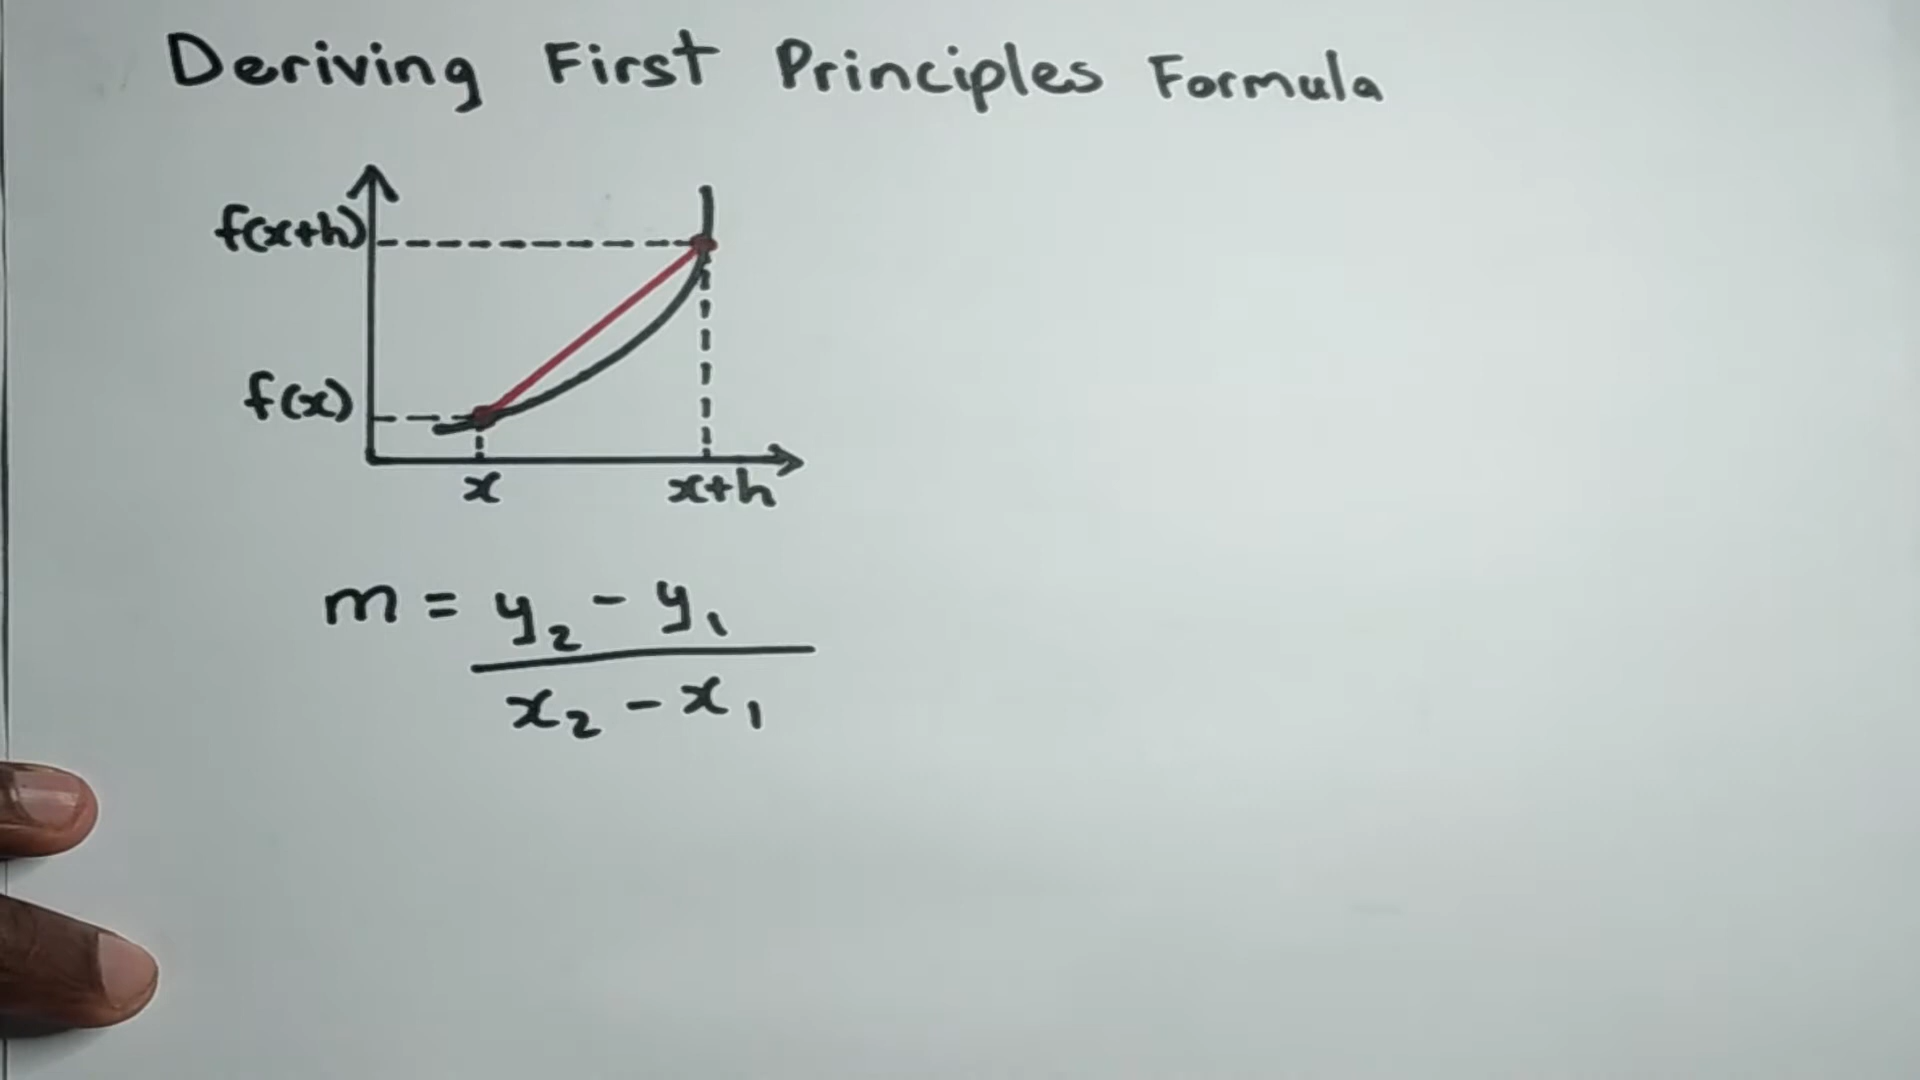 Deriving First Principles Formula
f(x+h)
f(x)
x
x+h
m = y₂ - y₁
x₂ - x₁